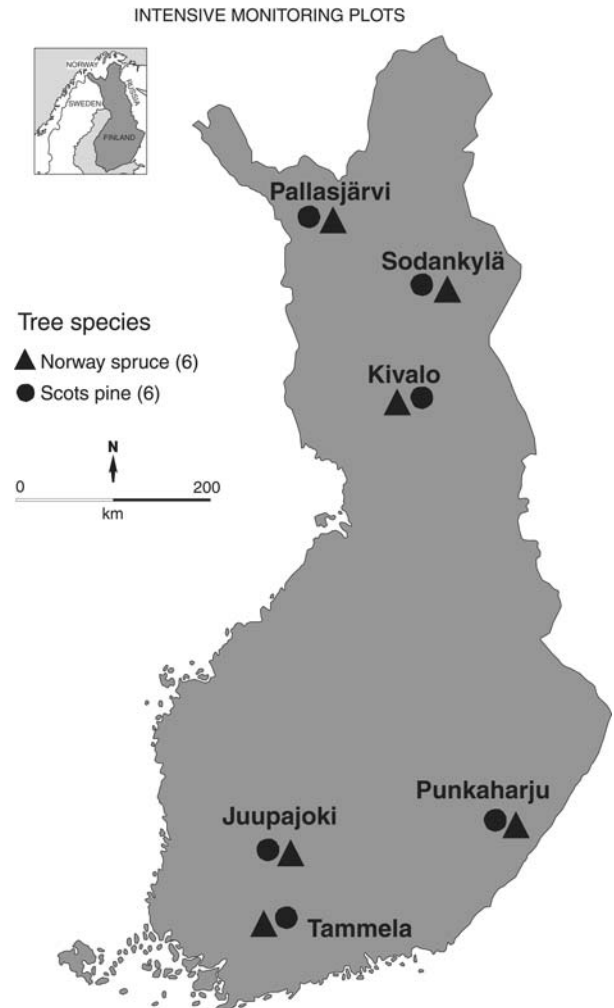 INTENSIVE MONITORING PLOTS
NORWAY
RUSSIA
SWEDEN
FINLAND
Pallasjärvi
Sodankylä
Tree species
Norway spruce (6)
Kivalo
Scots pine (6)
N
0 200
km
Punkaharju
Juupajoki
Tammela